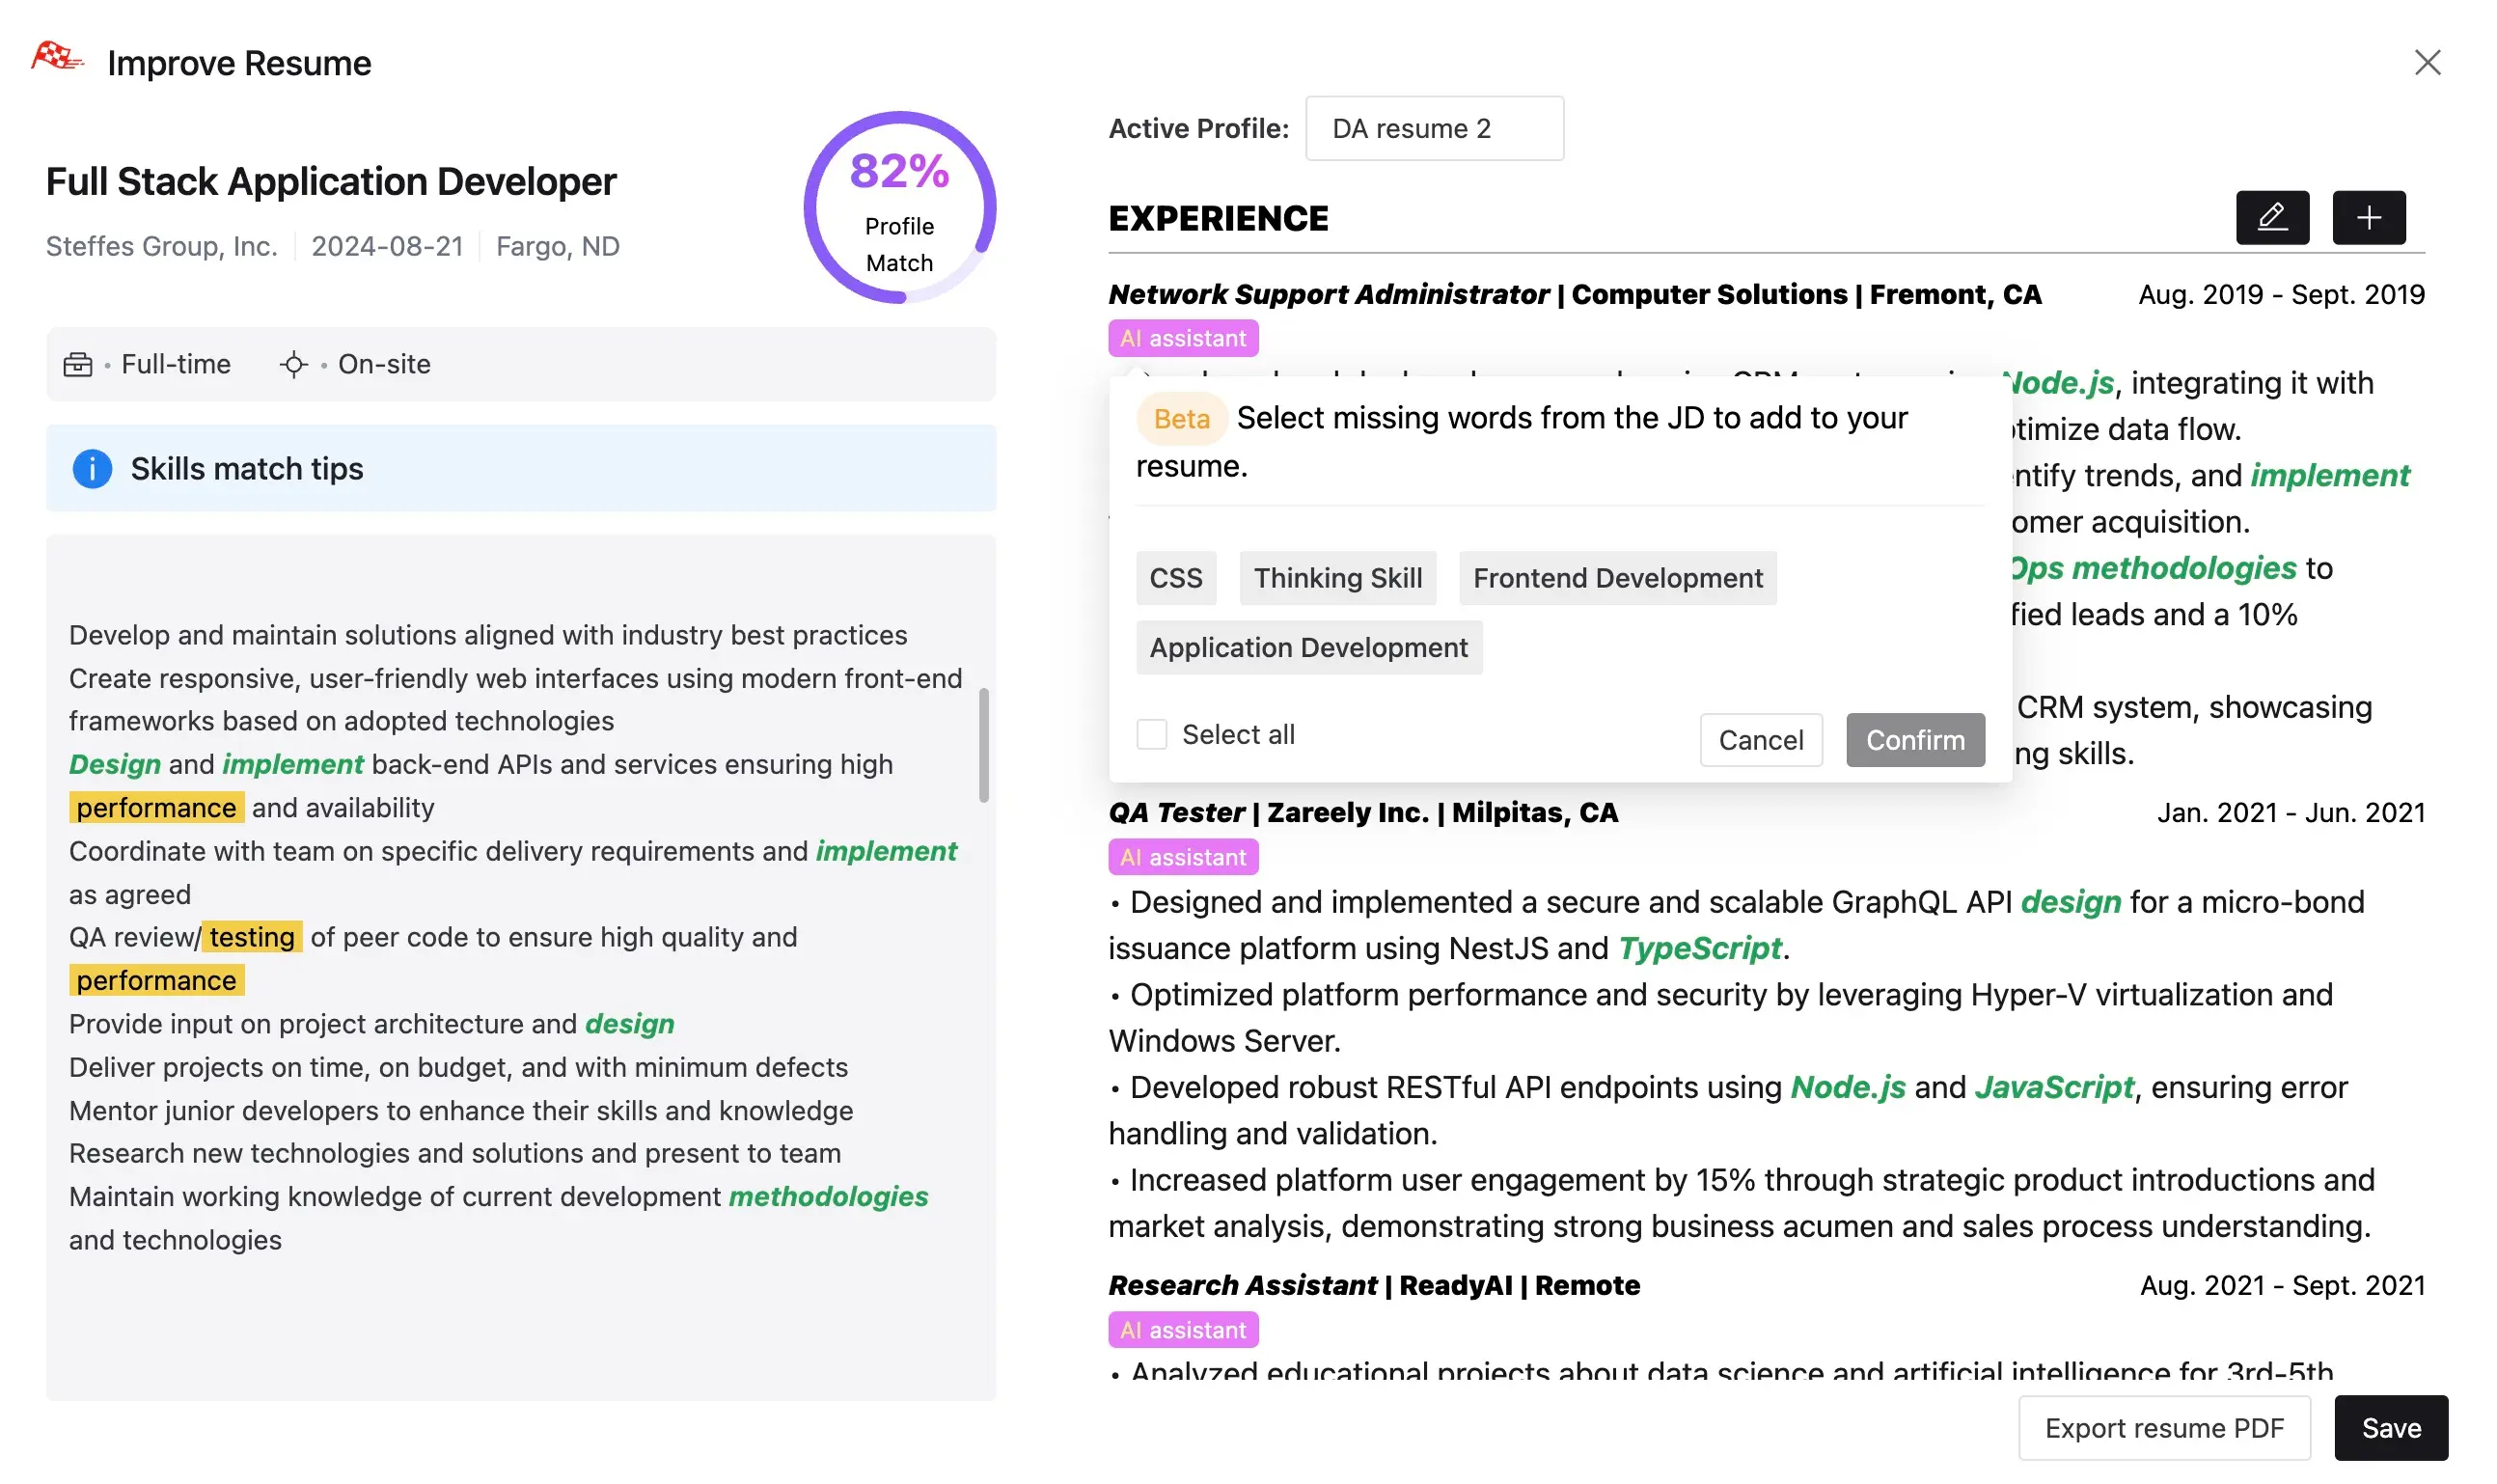 Improve Resume
Full Stack Application Developer
Steffes Group, Inc. 2024-08-21 Fargo, ND
82%
Profile
Match
• Full-time • On-site
Skills match tips
Develop and maintain solutions aligned with industry best practices
Create responsive, user-friendly web interfaces using modern front-end
frameworks based on adopted technologies
Design and implement back-end APIs and services ensuring high
performance and availability
Coordinate with team on specific delivery requirements and implement
as agreed
QA review/ testing of peer code to ensure high quality and
performance
Provide input on project architecture and design
Deliver projects on time, on budget, and with minimum defects
Mentor junior developers to enhance their skills and knowledge
Research new technologies and solutions and present to team
Maintain working knowledge of current development methodologies
and technologies
Active Profile: DA resume 2
EXPERIENCE
Network Support Administrator | Computer Solutions | Fremont, CA Aug. 2019 - Sept. 2019
AI assistant
Node.js, integrating it with
optimize data flow.
identify trends, and implement
customer acquisition.
Ops methodologies to
fied leads and a 10%
CRM system, showcasing
ng skills.
Beta Select missing words from the JD to add to your
resume.
CSS Thinking Skill Frontend Development
Application Development
Select all Cancel Confirm
QA Tester | Zareely Inc. | Milpitas, CA Jan. 2021 - Jun. 2021
AI assistant
• Designed and implemented a secure and scalable GraphQL API design for a micro-bond
issuance platform using NestJS and TypeScript.
• Optimized platform performance and security by leveraging Hyper-V virtualization and
Windows Server.
• Developed robust RESTful API endpoints using Node.js and JavaScript, ensuring error
handling and validation.
• Increased platform user engagement by 15% through strategic product introductions and
market analysis, demonstrating strong business acumen and sales process understanding.
Research Assistant | ReadyAI | Remote Aug. 2021 - Sept. 2021
AI assistant
• Analyzed educational projects about data science and artificial intelligence for 3rd-5th
Export resume PDF Save